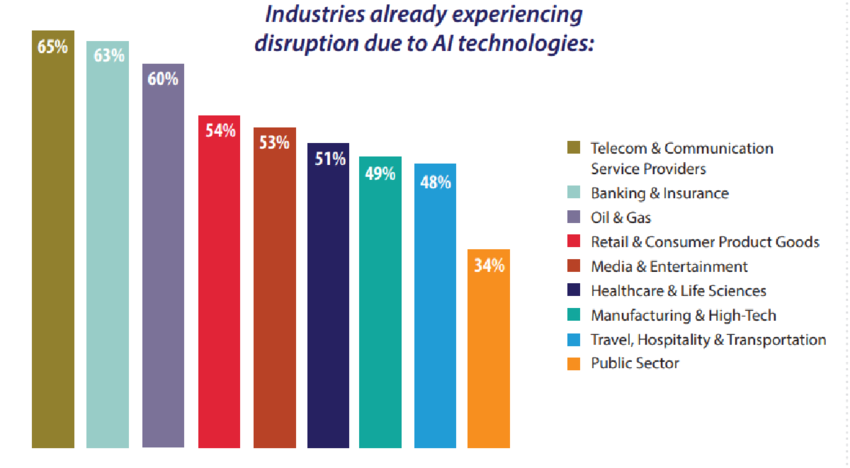 Industries already experiencing
disruption due to AI technologies:
65%
63%
60%
54%
53%
51%
49%
48%
34%
Telecom & Communication
Service Providers
Banking & Insurance
Oil & Gas
Retail & Consumer Product Goods
Media & Entertainment
Healthcare & Life Sciences
Manufacturing & High-Tech
Travel, Hospitality & Transportation
Public Sector